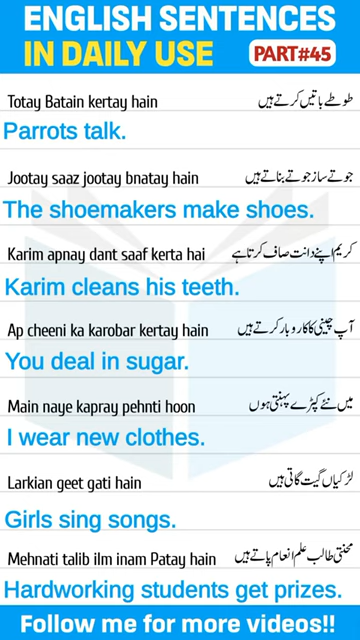 ENGLISH SENTENCES
IN DAILY USE PART#45
Totay Batain kertay hain طوطے باتیں کرتے ہیں
Parrots talk.
Jootay saaz jootay bnatay hain جوتے ساز جوتے بناتے ہیں
The shoemakers make shoes.
Karim apnay dant saaf kerta hai کریم اپنے دانت صاف کرتا ہے
Karim cleans his teeth.
Ap cheeni ka karobar kertay hain آپ چینی کا کاروبار کرتے ہیں
You deal in sugar.
Main naye kapray pehnti hoon میں نئے کپڑے پہنتی ہوں
I wear new clothes.
Larkian geet gati hain لڑکیاں گیت گاتی ہیں
Girls sing songs.
Mehnati talib ilm inam Patay hain محنتی طالب علم انعام پاتے ہیں
Hardworking students get prizes.
Follow me for more videos!!